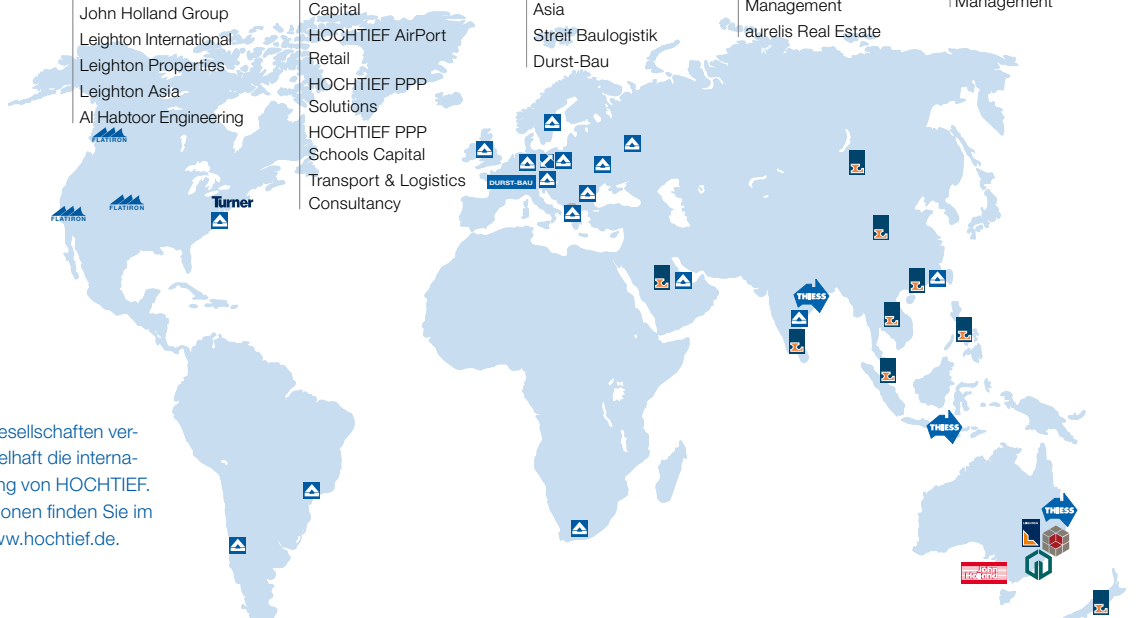 John Holland Group
Leighton International
Leighton Properties
Leighton Asia
Al Habtoor Engineering
Capital
HOCHTIEF AirPort
Retail
HOCHTIEF PPP
Solutions
HOCHTIEF PPP
Schools Capital
Transport & Logistics
Consultancy
Asia
Streif Baulogistik
Durst-Bau
Management
aurelis Real Estate
Management
FLATIRON
FLATIRON
FLATIRON
Turner
DURST-BAU
L
L
L
THIESS
L
L
L
L
THIESS
esellschaften ver-
elhaft die interna-
ng von HOCHTIEF.
onen finden Sie im
w.hochtief.de.
THIESS
John
Holland
L